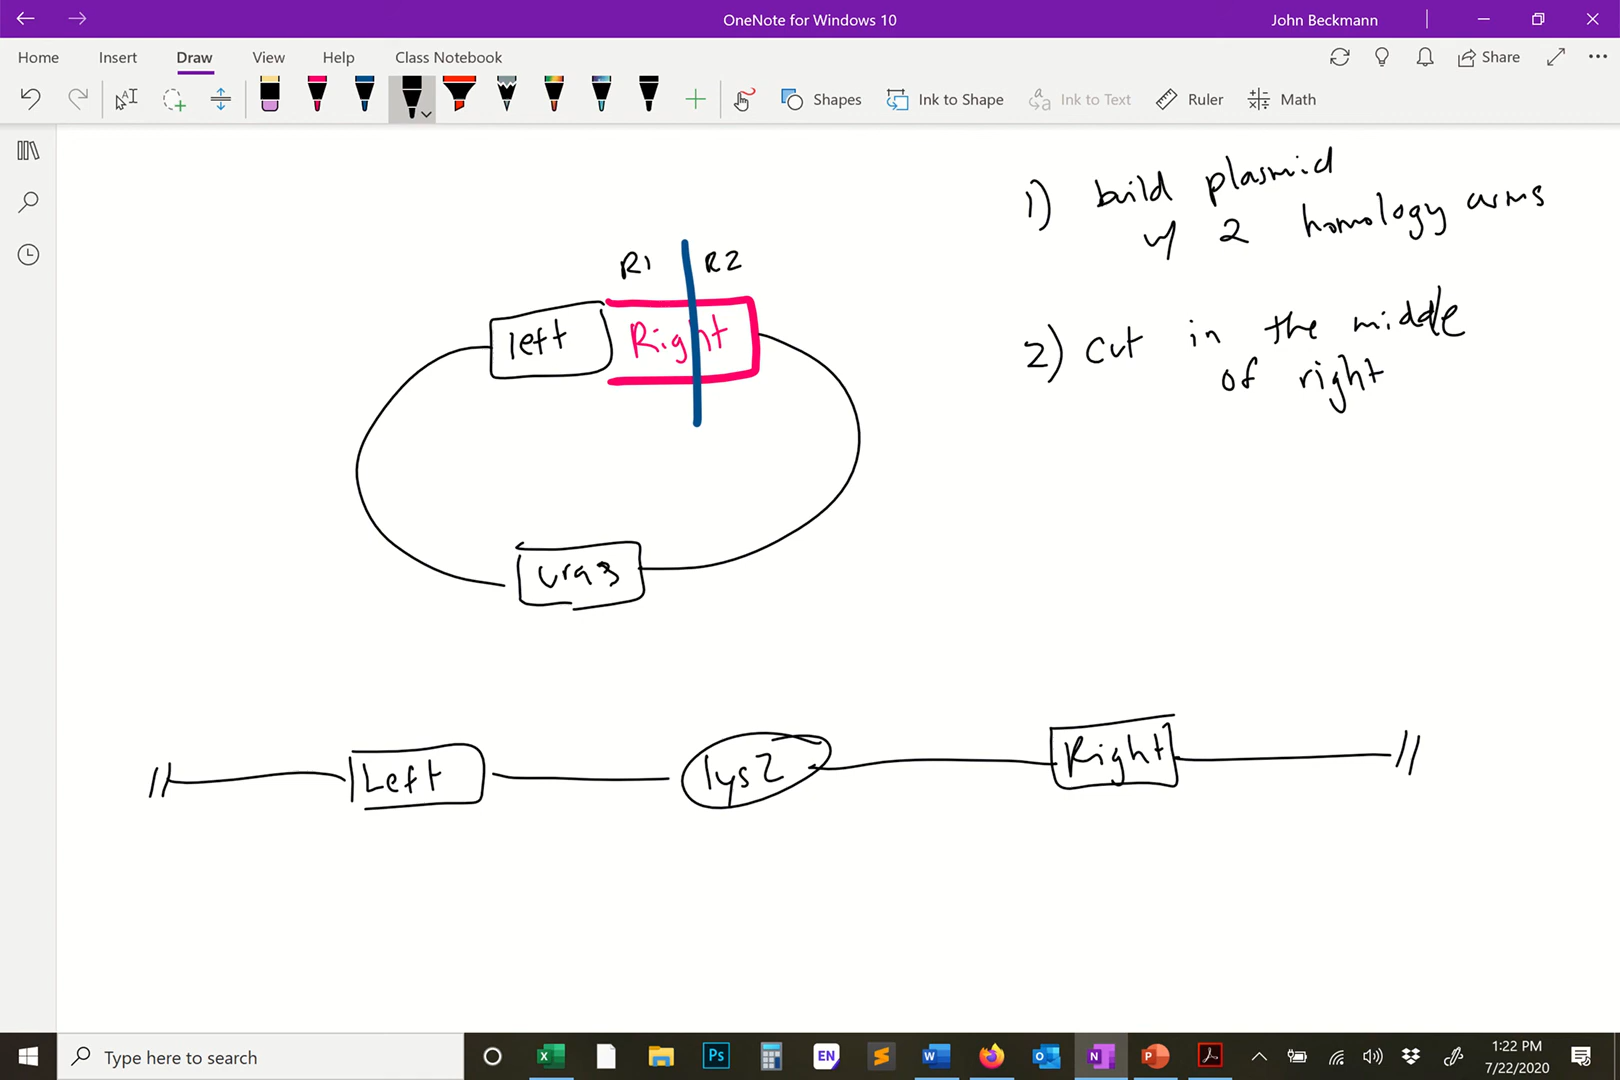 OneNote for Windows 10
John Beckmann
Home Insert Draw View Help Class Notebook
Share
Shapes Ink to Shape Ink to Text Ruler Math
1) build plasmid
w/ 2 homology arms
R1 R2
left Right
2) cut in the middle
of right
ura3
Left lys2 Right
Type here to search
EN
1:22 PM
7/22/2020